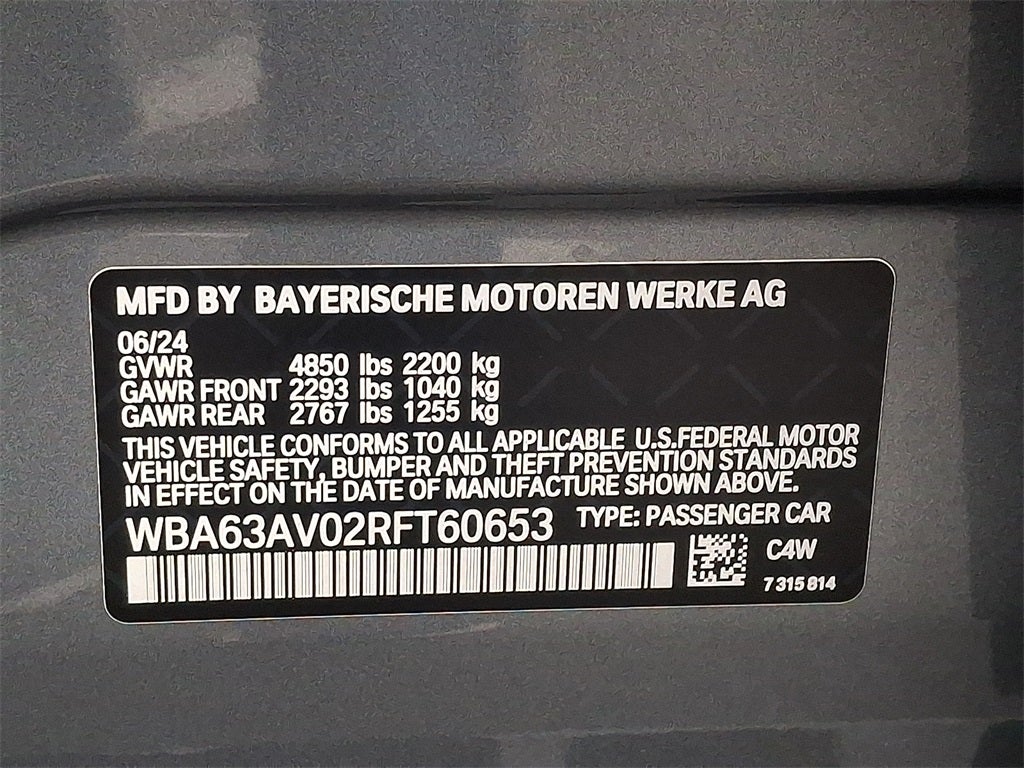 MFD BY BAYERISCHE MOTOREN WERKE AG
06/24
GVWR 4850 lbs 2200 kg
GAWR FRONT 2293 lbs 1040 kg
GAWR REAR 2767 lbs 1255 kg
THIS VEHICLE CONFORMS TO ALL APPLICABLE U.S.FEDERAL MOTOR
VEHICLE SAFETY, BUMPER AND THEFT PREVENTION STANDARDS
IN EFFECT ON THE DATE OF MANUFACTURE SHOWN ABOVE.
WBA63AV02RFT60653 TYPE: PASSENGER CAR
C4W
7 315 814